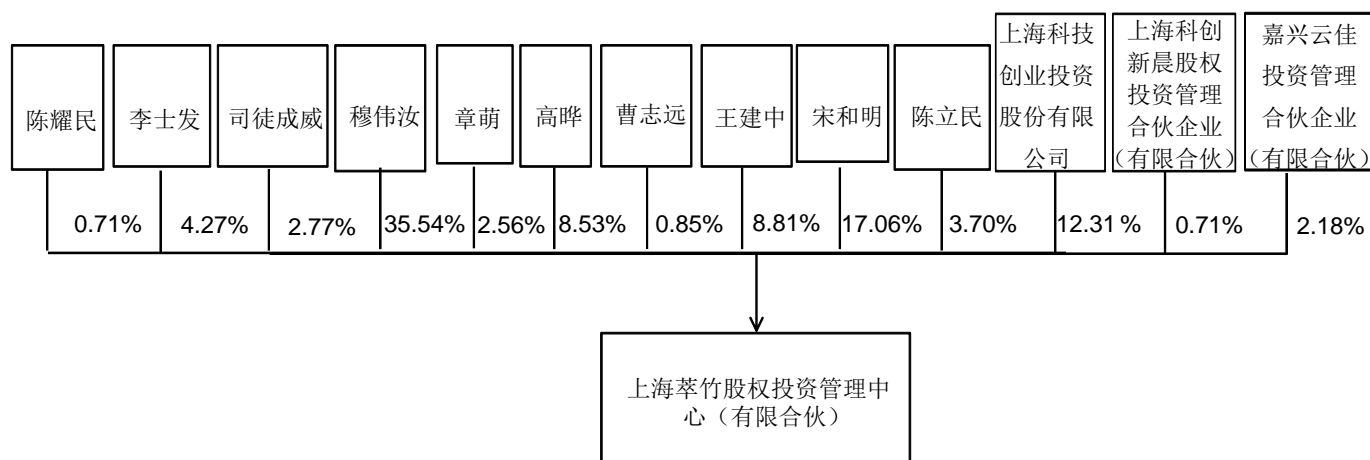 陈耀民
李士发
司徒成威
穆伟汝
章萌
高晔
曹志远
王建中
宋和明
陈立民
上海科技
创业投资
股份有限
公司
上海科创
新晨股权
投资管理
合伙企业
（有限合伙）
嘉兴云佳
投资管理
合伙企业
（有限合伙）
0.71%
4.27%
2.77%
35.54%
2.56%
8.53%
0.85%
8.81%
17.06%
3.70%
12.31%
0.71%
2.18%
上海萃竹股权投资管理中
心（有限合伙）